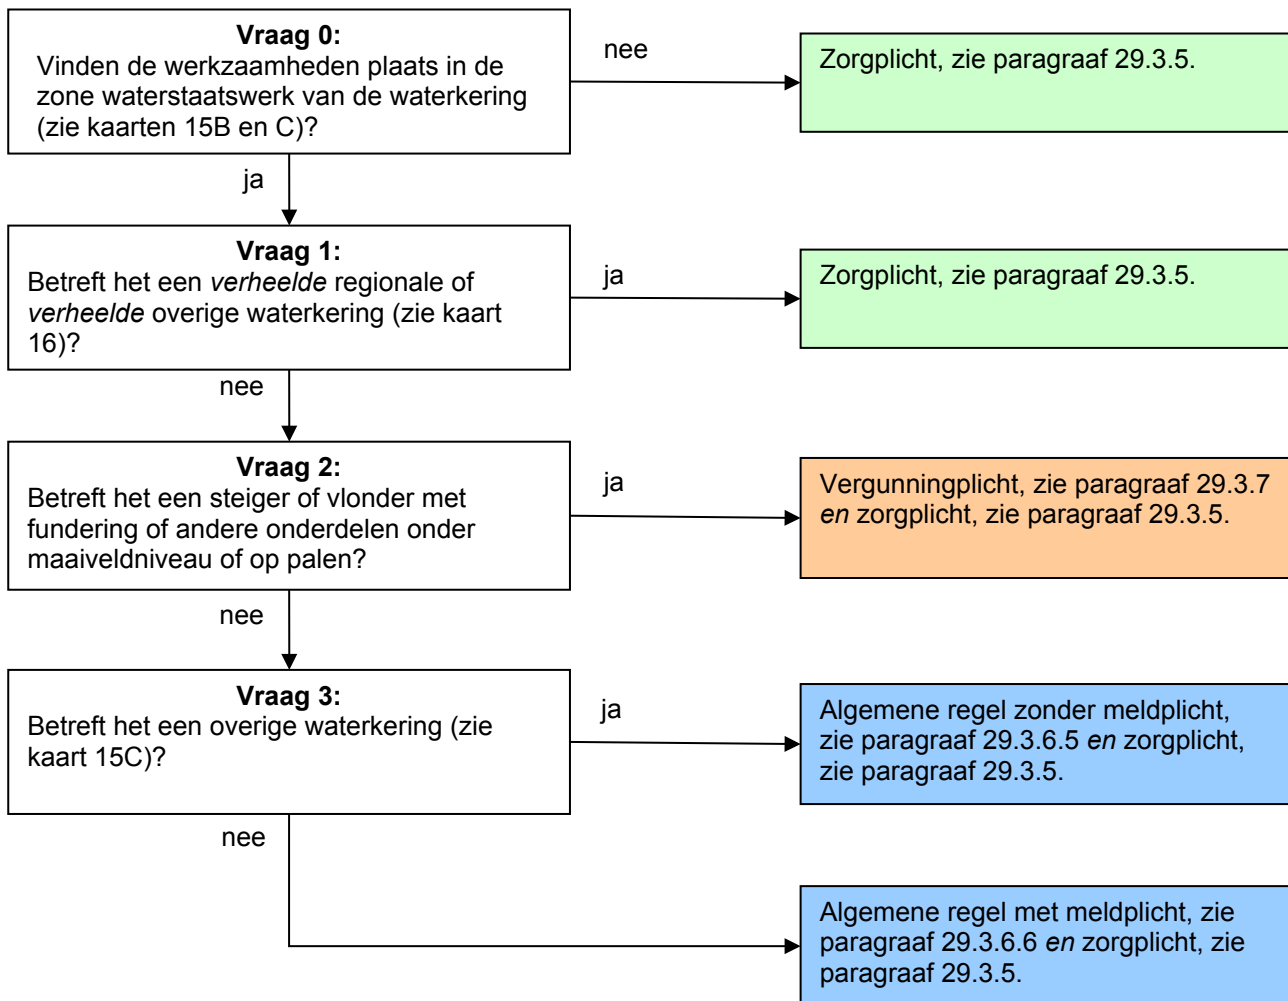 Vraag 0:
Vinden de werkzaamheden plaats in de
zone waterstaatswerk van de waterkering
(zie kaarten 15B en C)?
nee
Zorgplicht, zie paragraaf 29.3.5.
ja
Vraag 1:
Betreft het een verheelde regionale of
verheelde overige waterkering (zie kaart
16)?
ja
Zorgplicht, zie paragraaf 29.3.5.
nee
Vraag 2:
Betreft het een steiger of vlonder met
fundering of andere onderdelen onder
maaiveldniveau of op palen?
ja
Vergunningplicht, zie paragraaf 29.3.7
en zorgplicht, zie paragraaf 29.3.5.
nee
Vraag 3:
Betreft het een overige waterkering (zie
kaart 15C)?
ja
Algemene regel zonder meldplicht,
zie paragraaf 29.3.6.5 en zorgplicht,
zie paragraaf 29.3.5.
nee
Algemene regel met meldplicht, zie
paragraaf 29.3.6.6 en zorgplicht, zie
paragraaf 29.3.5.